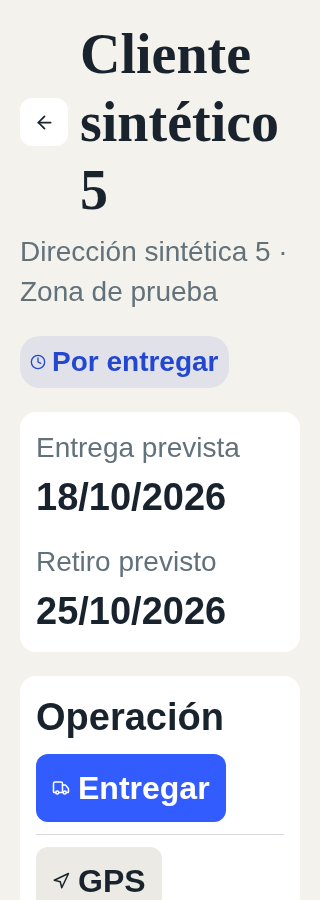 Cliente
sintético
5
Dirección sintética 5 ·
Zona de prueba
Por entregar
Entrega prevista
18/10/2026
Retiro previsto
25/10/2026
Operación
Entregar
GPS